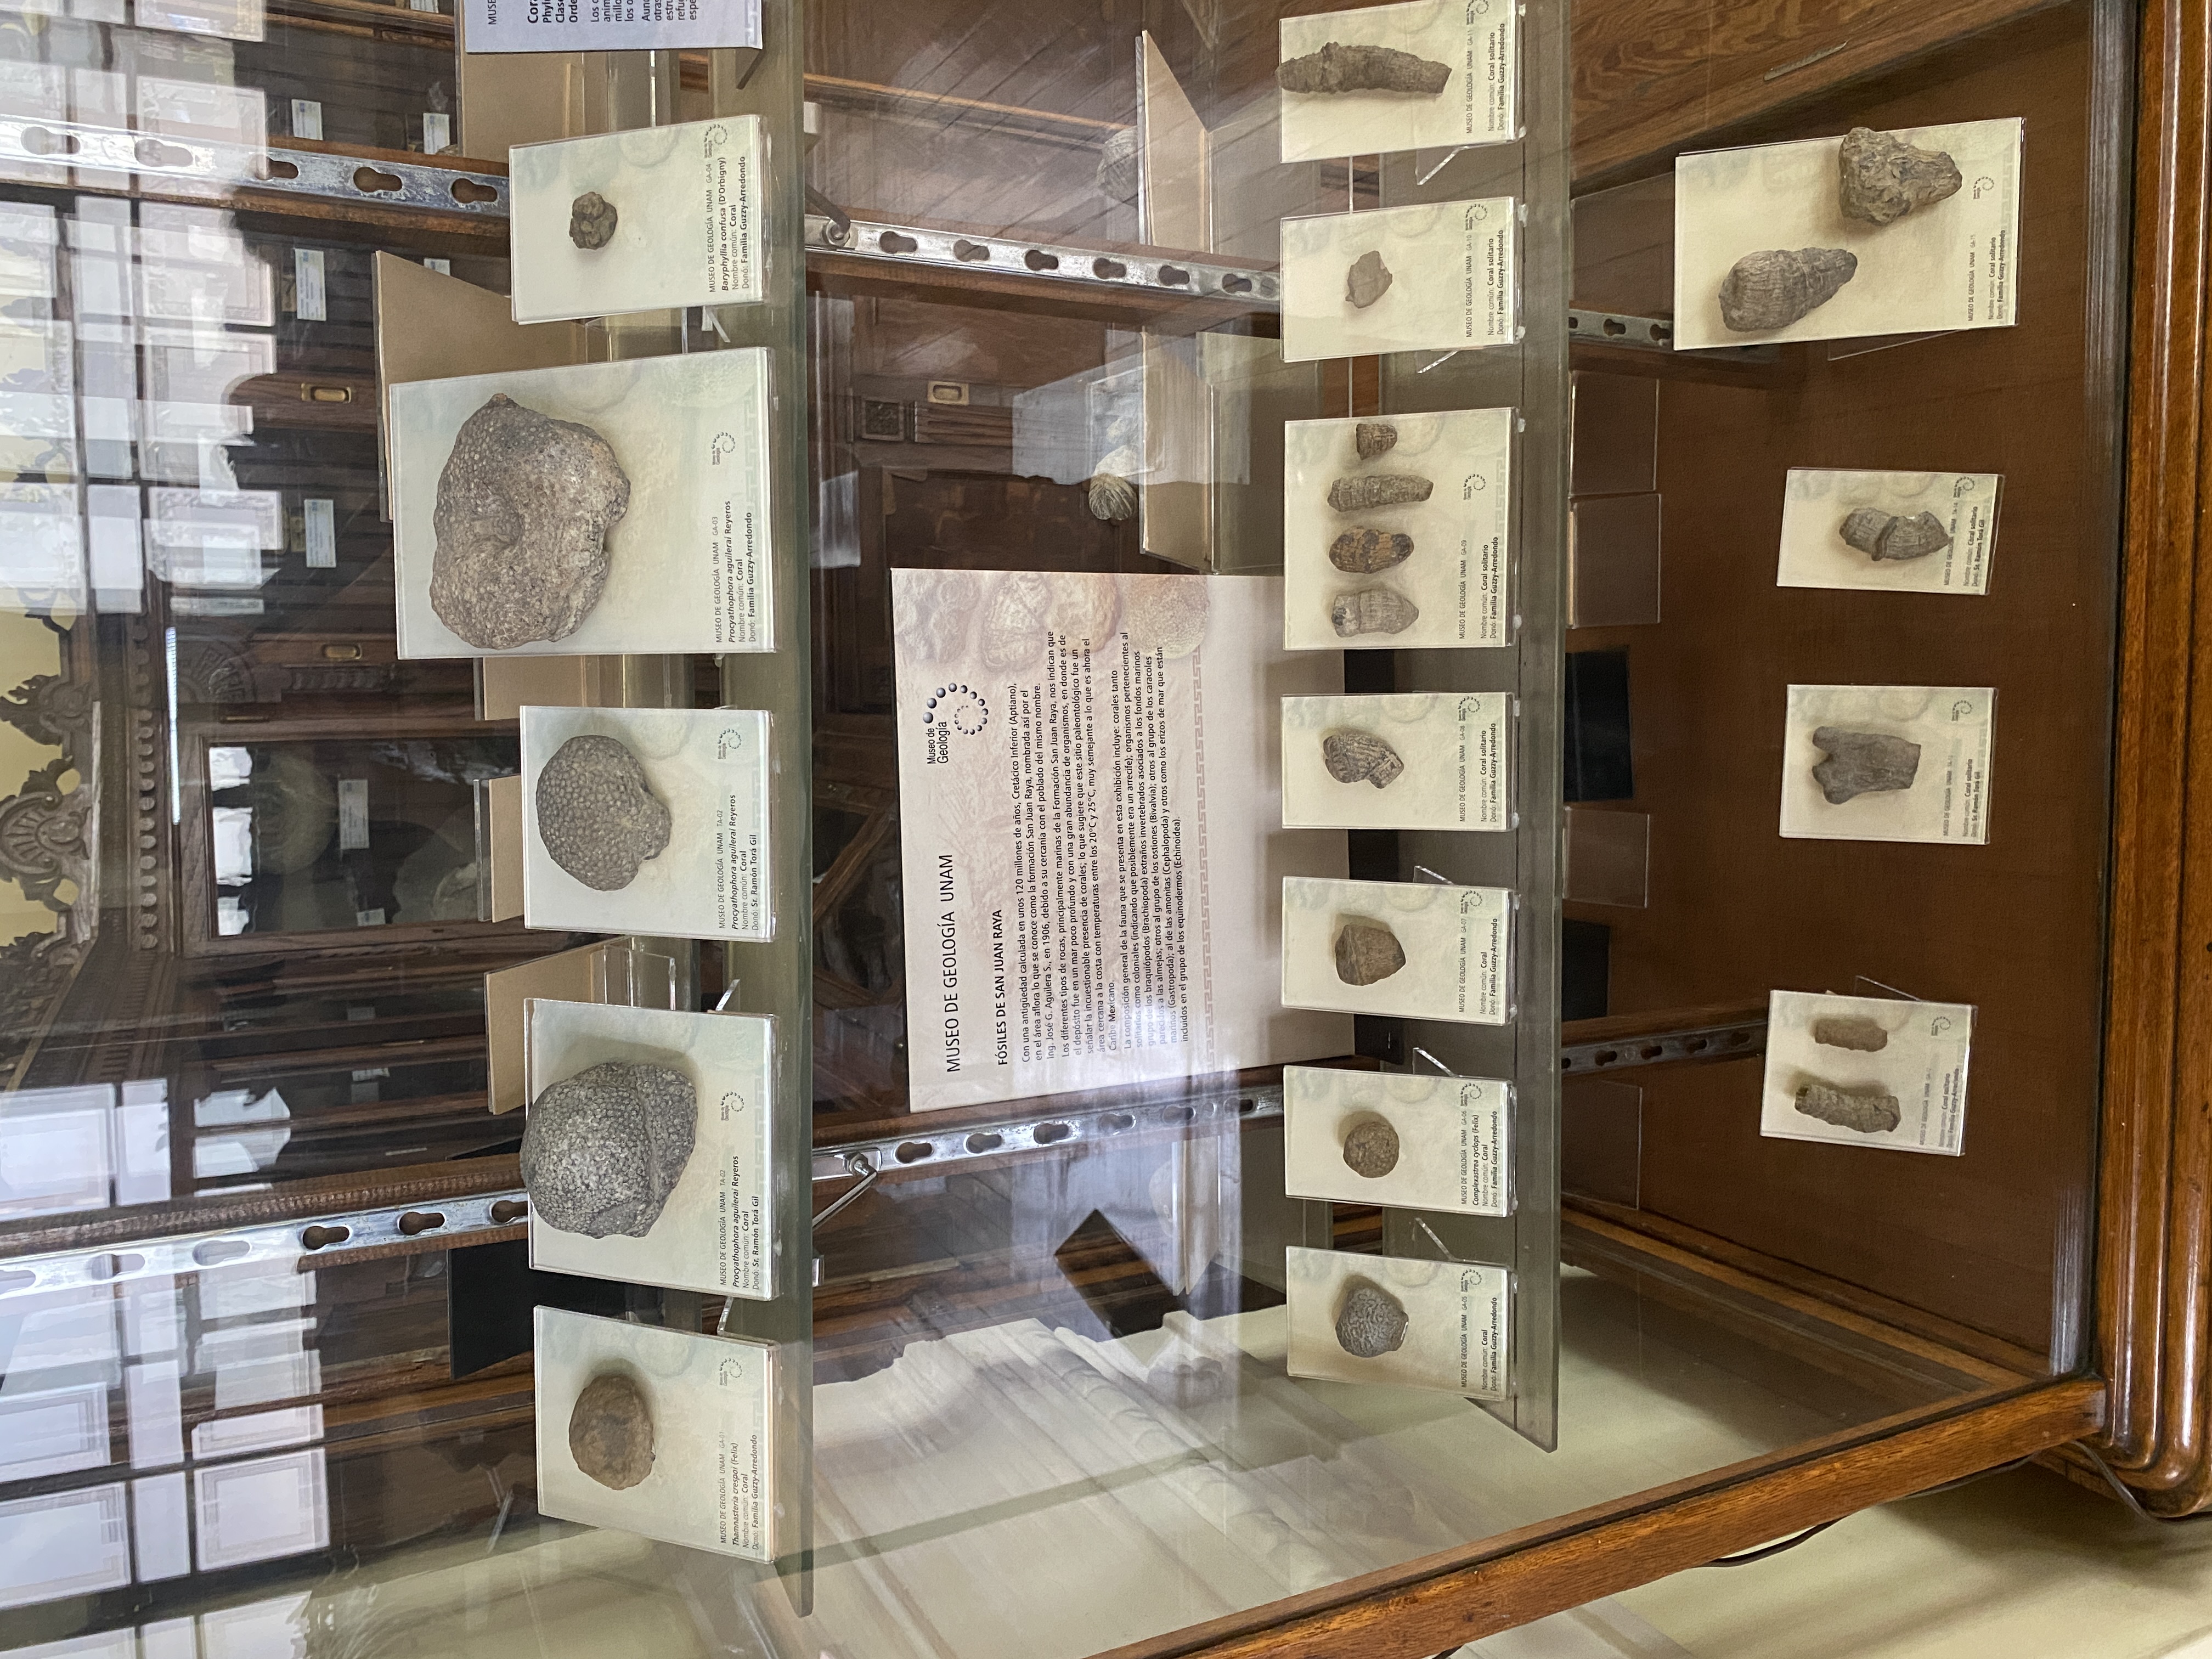 MUSEO DE GEOLOGÍA UNAM GA-01
Thamnasteria crespoi (Felix)
Nombre común: Coral
Donó: Familia Guzzy-Arredondo
MUSEO DE GEOLOGÍA UNAM TA-02
Procyathophora aguilerai Reyeros
Nombre común: Coral
Donó: Sr. Ramón Torá Gil
MUSEO DE GEOLOGÍA UNAM TA-02
Procyathophora aguilerai Reyeros
Nombre común: Coral
Donó: Sr. Ramón Torá Gil
MUSEO DE GEOLOGÍA UNAM GA-03
Procyathophora aguilerai Reyeros
Nombre común: Coral
Donó: Familia Guzzy-Arredondo
MUSEO DE GEOLOGÍA UNAM GA-04
Baryphyllia confusa (D'Orbigny)
Nombre común: Coral
Donó: Familia Guzzy-Arredondo
MUSE
Cor
Phyl
Clas
Orde
Los
anim
millo
los o
Aun
otras
estru
refu
espe
MUSEO DE GEOLOGÍA UNAM
Museo de
Geología
FÓSILES DE SAN JUAN RAYA
Con una antigüedad calculada en unos 120 millones de años, Cretácico Inferior (Aptiano),
en el área aflora lo que se conoce como la formación San Juan Raya, nombrada así por el
Ing. José G. Aguilera S., en 1906, debido a su cercanía con el poblado del mismo nombre.
Los diferentes tipos de rocas, principalmente marinas de la Formación San Juan Raya, nos indican que
el depósito fue en un mar poco profundo y con una gran abundancia de organismos, en donde es de
señalar la incuestionable presencia de corales; lo que sugiere que este sitio paleontológico fue un
área cercana a la costa con temperaturas entre los 20°C y 25°C, muy semejante a lo que es ahora el
Caribe Mexicano.
La composición general de la fauna que se presenta en esta exhibición incluye: corales tanto
solitarios como coloniales (indicando que posiblemente era un arrecife); organismos pertenecientes al
grupo de los braquiópodos (Brachiopoda) extraños invertebrados asociados a los fondos marinos
parecidos a las almejas; otros al grupo de los ostiones (Bivalvia); otros al grupo de los caracoles
marinos (Gastropoda); al de las amonitas (Cephalopoda) y otros como los erizos de mar que están
incluidos en el grupo de los equinodermos (Echinoidea).
MUSEO DE GEOLOGÍA UNAM GA-05
Nombre común: Coral
Donó: Familia Guzzy-Arredondo
MUSEO DE GEOLOGÍA UNAM GA-06
Complexastrea cyclops (Felix)
Nombre común: Coral
Donó: Familia Guzzy-Arredondo
MUSEO DE GEOLOGÍA UNAM GA-07
Nombre común: Coral
Donó: Familia Guzzy-Arredondo
MUSEO DE GEOLOGÍA UNAM GA-08
Nombre común: Coral solitario
Donó: Familia Guzzy-Arredondo
MUSEO DE GEOLOGÍA UNAM GA-09
Nombre común: Coral solitario
Donó: Familia Guzzy-Arredondo
MUSEO DE GEOLOGÍA UNAM GA-10
Nombre común: Coral solitario
Donó: Familia Guzzy-Arredondo
MUSEO DE GEOLOGÍA UNAM GA-11
Nombre común: Coral solitario
Donó: Familia Guzzy-Arredondo
MUSEO DE GEOLOGÍA UNAM
Nombre común: Coral solitario
Donó: Familia Guzzy-Arredondo
MUSEO DE GEOLOGÍA UNAM
Nombre común: Coral solitario
Donó: Sr. Ramón Torá Gil
MUSEO DE GEOLOGÍA UNAM
Nombre común: Coral solitario
Donó: Sr. Ramón Torá Gil
MUSEO DE GEOLOGÍA UNAM
Nombre común: Coral solitario
Donó: Familia Guzzy-Arredondo